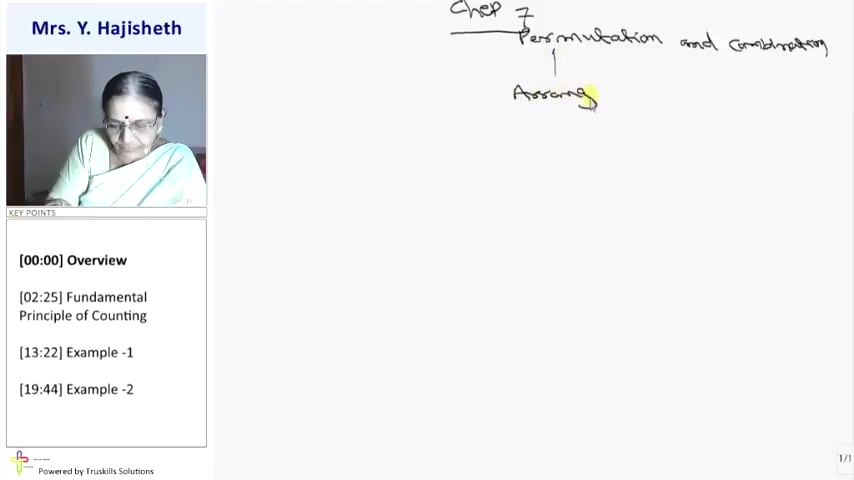 Mrs. Y. Hajisheth
KEY POINTS
[00:00] Overview
[02:25] Fundamental
Principle of Counting
[13:22] Example -1
[19:44] Example -2
Powered by Truskills Solutions
Chap 7
Permutation and combination
Arrang
1/1